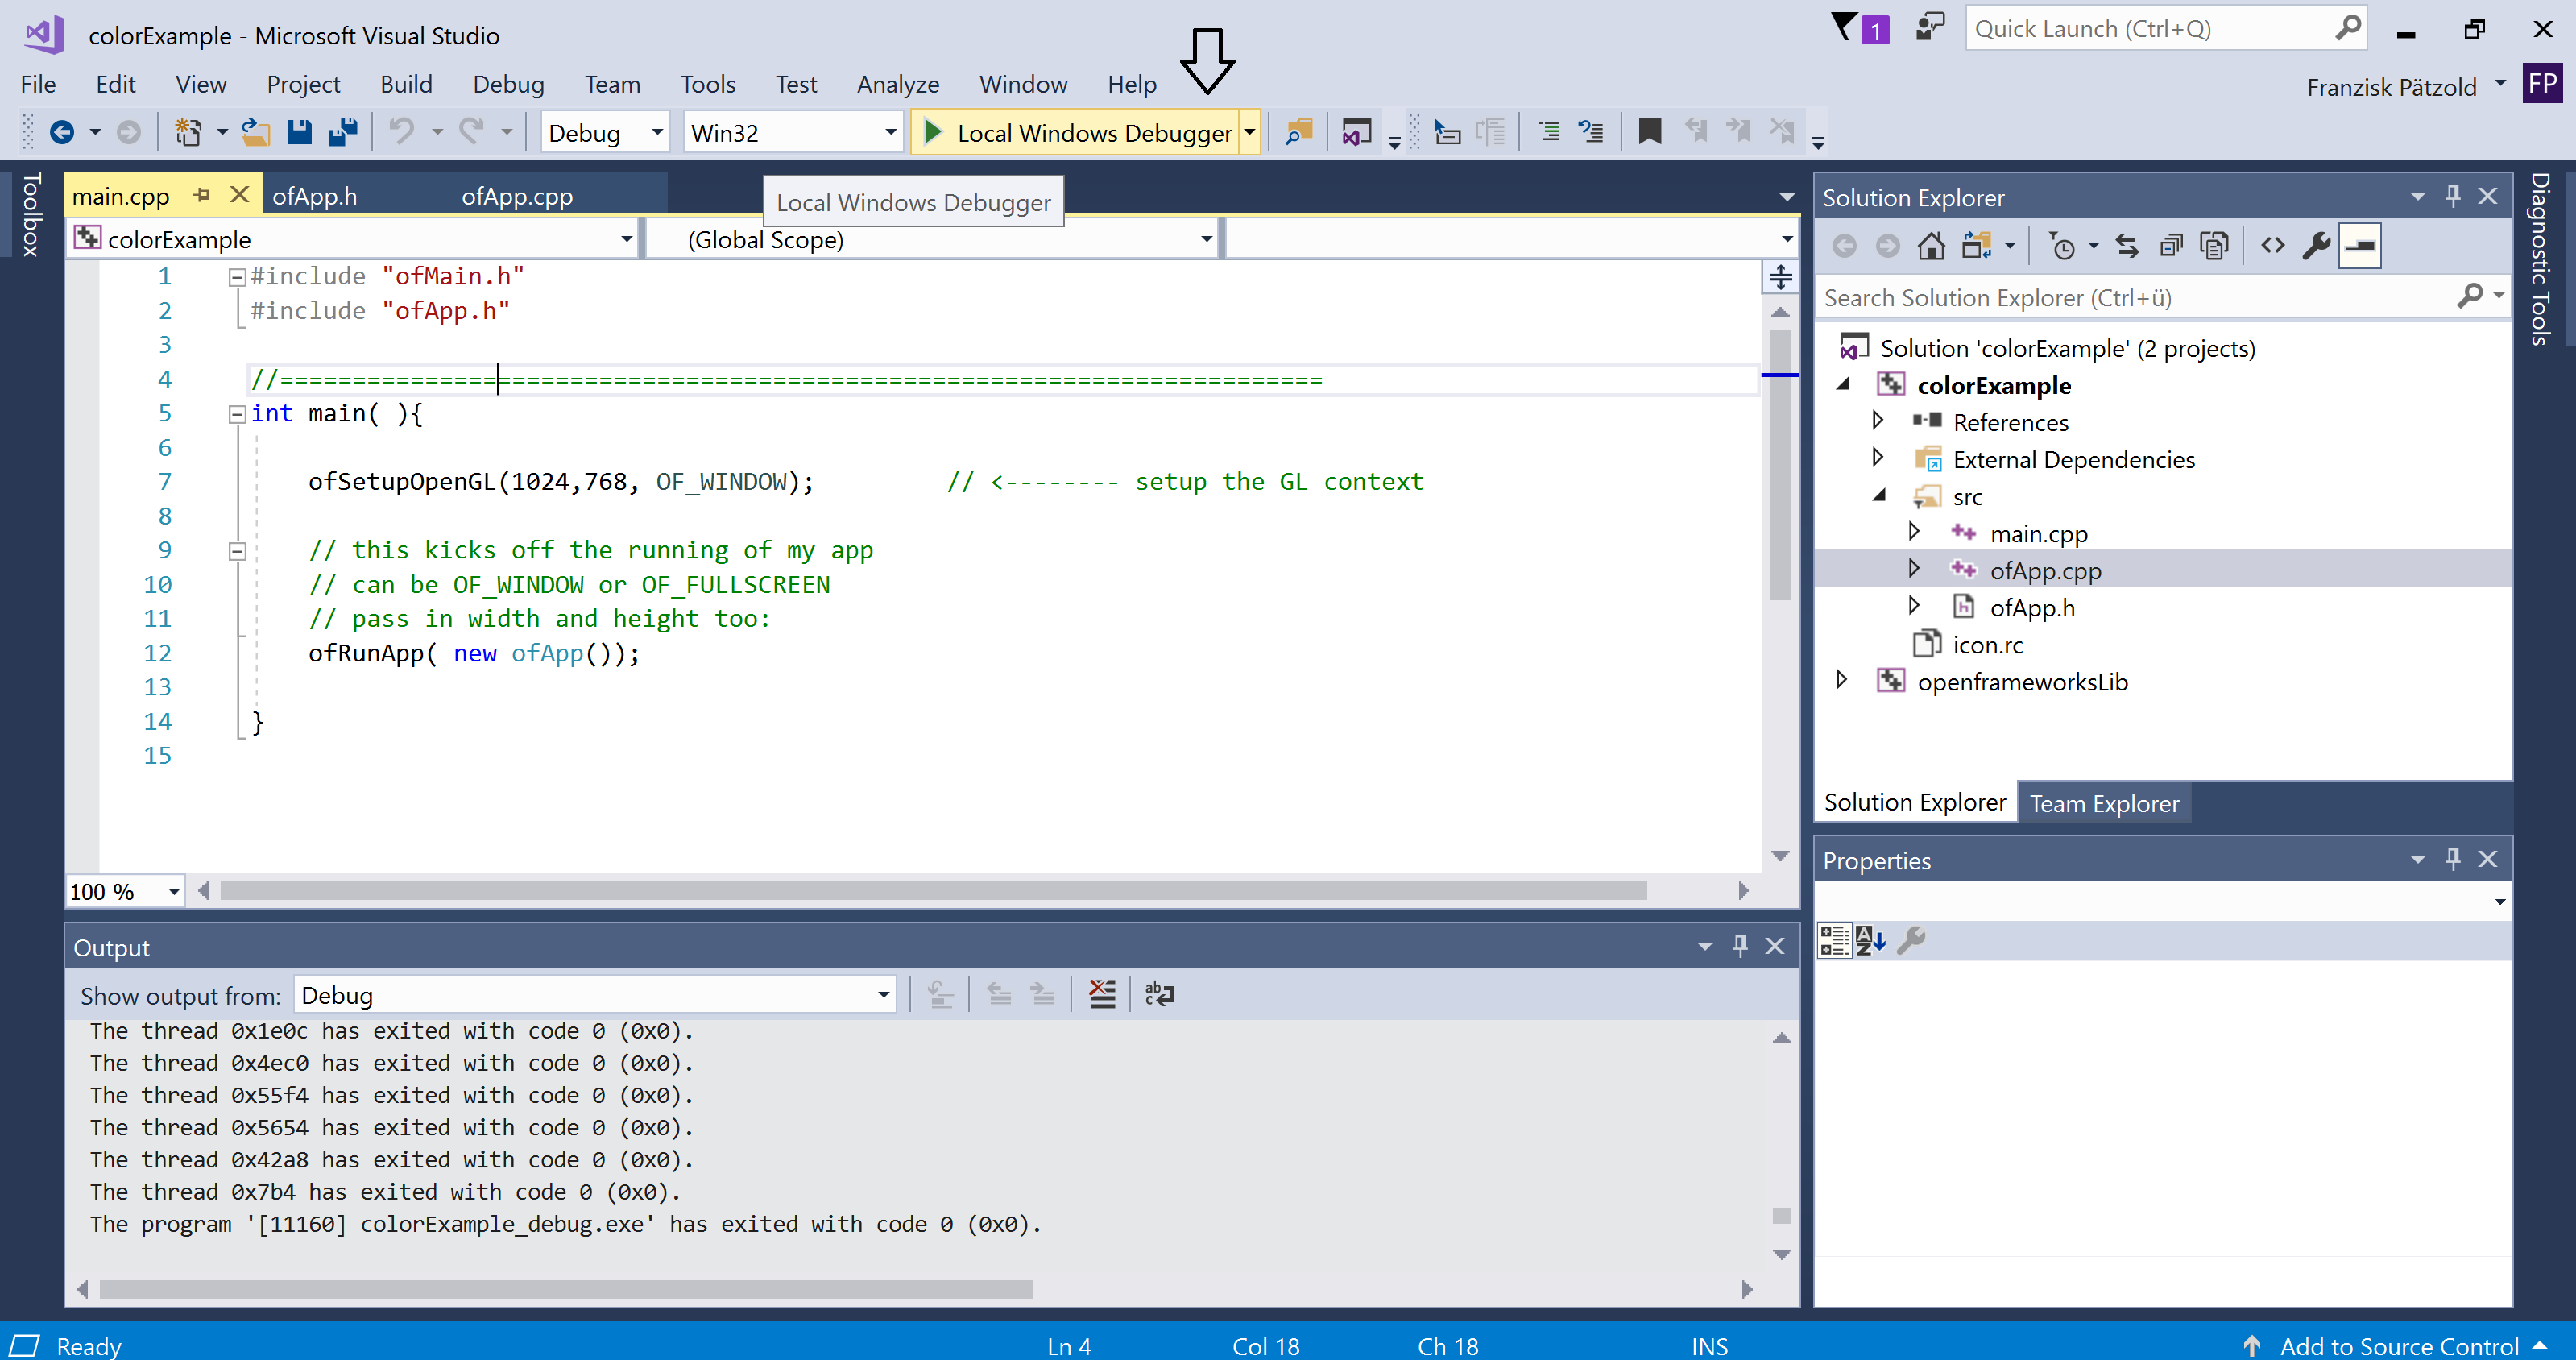 colorExample - Microsoft Visual Studio
1
Quick Launch (Ctrl+Q)
File Edit View Project Build Debug Team Tools Test Analyze Window Help
Franzisk Pätzold FP
Debug Win32 Local Windows Debugger
Toolbox
main.cpp ofApp.h ofApp.cpp
Local Windows Debugger
colorExample (Global Scope)
1 #include "ofMain.h"
2 #include "ofApp.h"
3
4 //========================================================================
5 int main( ){
6
7 ofSetupOpenGL(1024,768, OF_WINDOW); // <-------- setup the GL context
8
9 // this kicks off the running of my app
10 // can be OF_WINDOW or OF_FULLSCREEN
11 // pass in width and height too:
12 ofRunApp( new ofApp());
13
14 }
15
100 %
Output
Show output from: Debug
The thread 0x1e0c has exited with code 0 (0x0).
The thread 0x4ec0 has exited with code 0 (0x0).
The thread 0x55f4 has exited with code 0 (0x0).
The thread 0x5654 has exited with code 0 (0x0).
The thread 0x42a8 has exited with code 0 (0x0).
The thread 0x7b4 has exited with code 0 (0x0).
The program '[11160] colorExample_debug.exe' has exited with code 0 (0x0).
Solution Explorer
Search Solution Explorer (Ctrl+ü)
Solution 'colorExample' (2 projects)
colorExample
References
External Dependencies
src
main.cpp
ofApp.cpp
ofApp.h
icon.rc
openframeworksLib
Solution Explorer Team Explorer
Properties
Diagnostic Tools
Ready Ln 4 Col 18 Ch 18 INS Add to Source Control